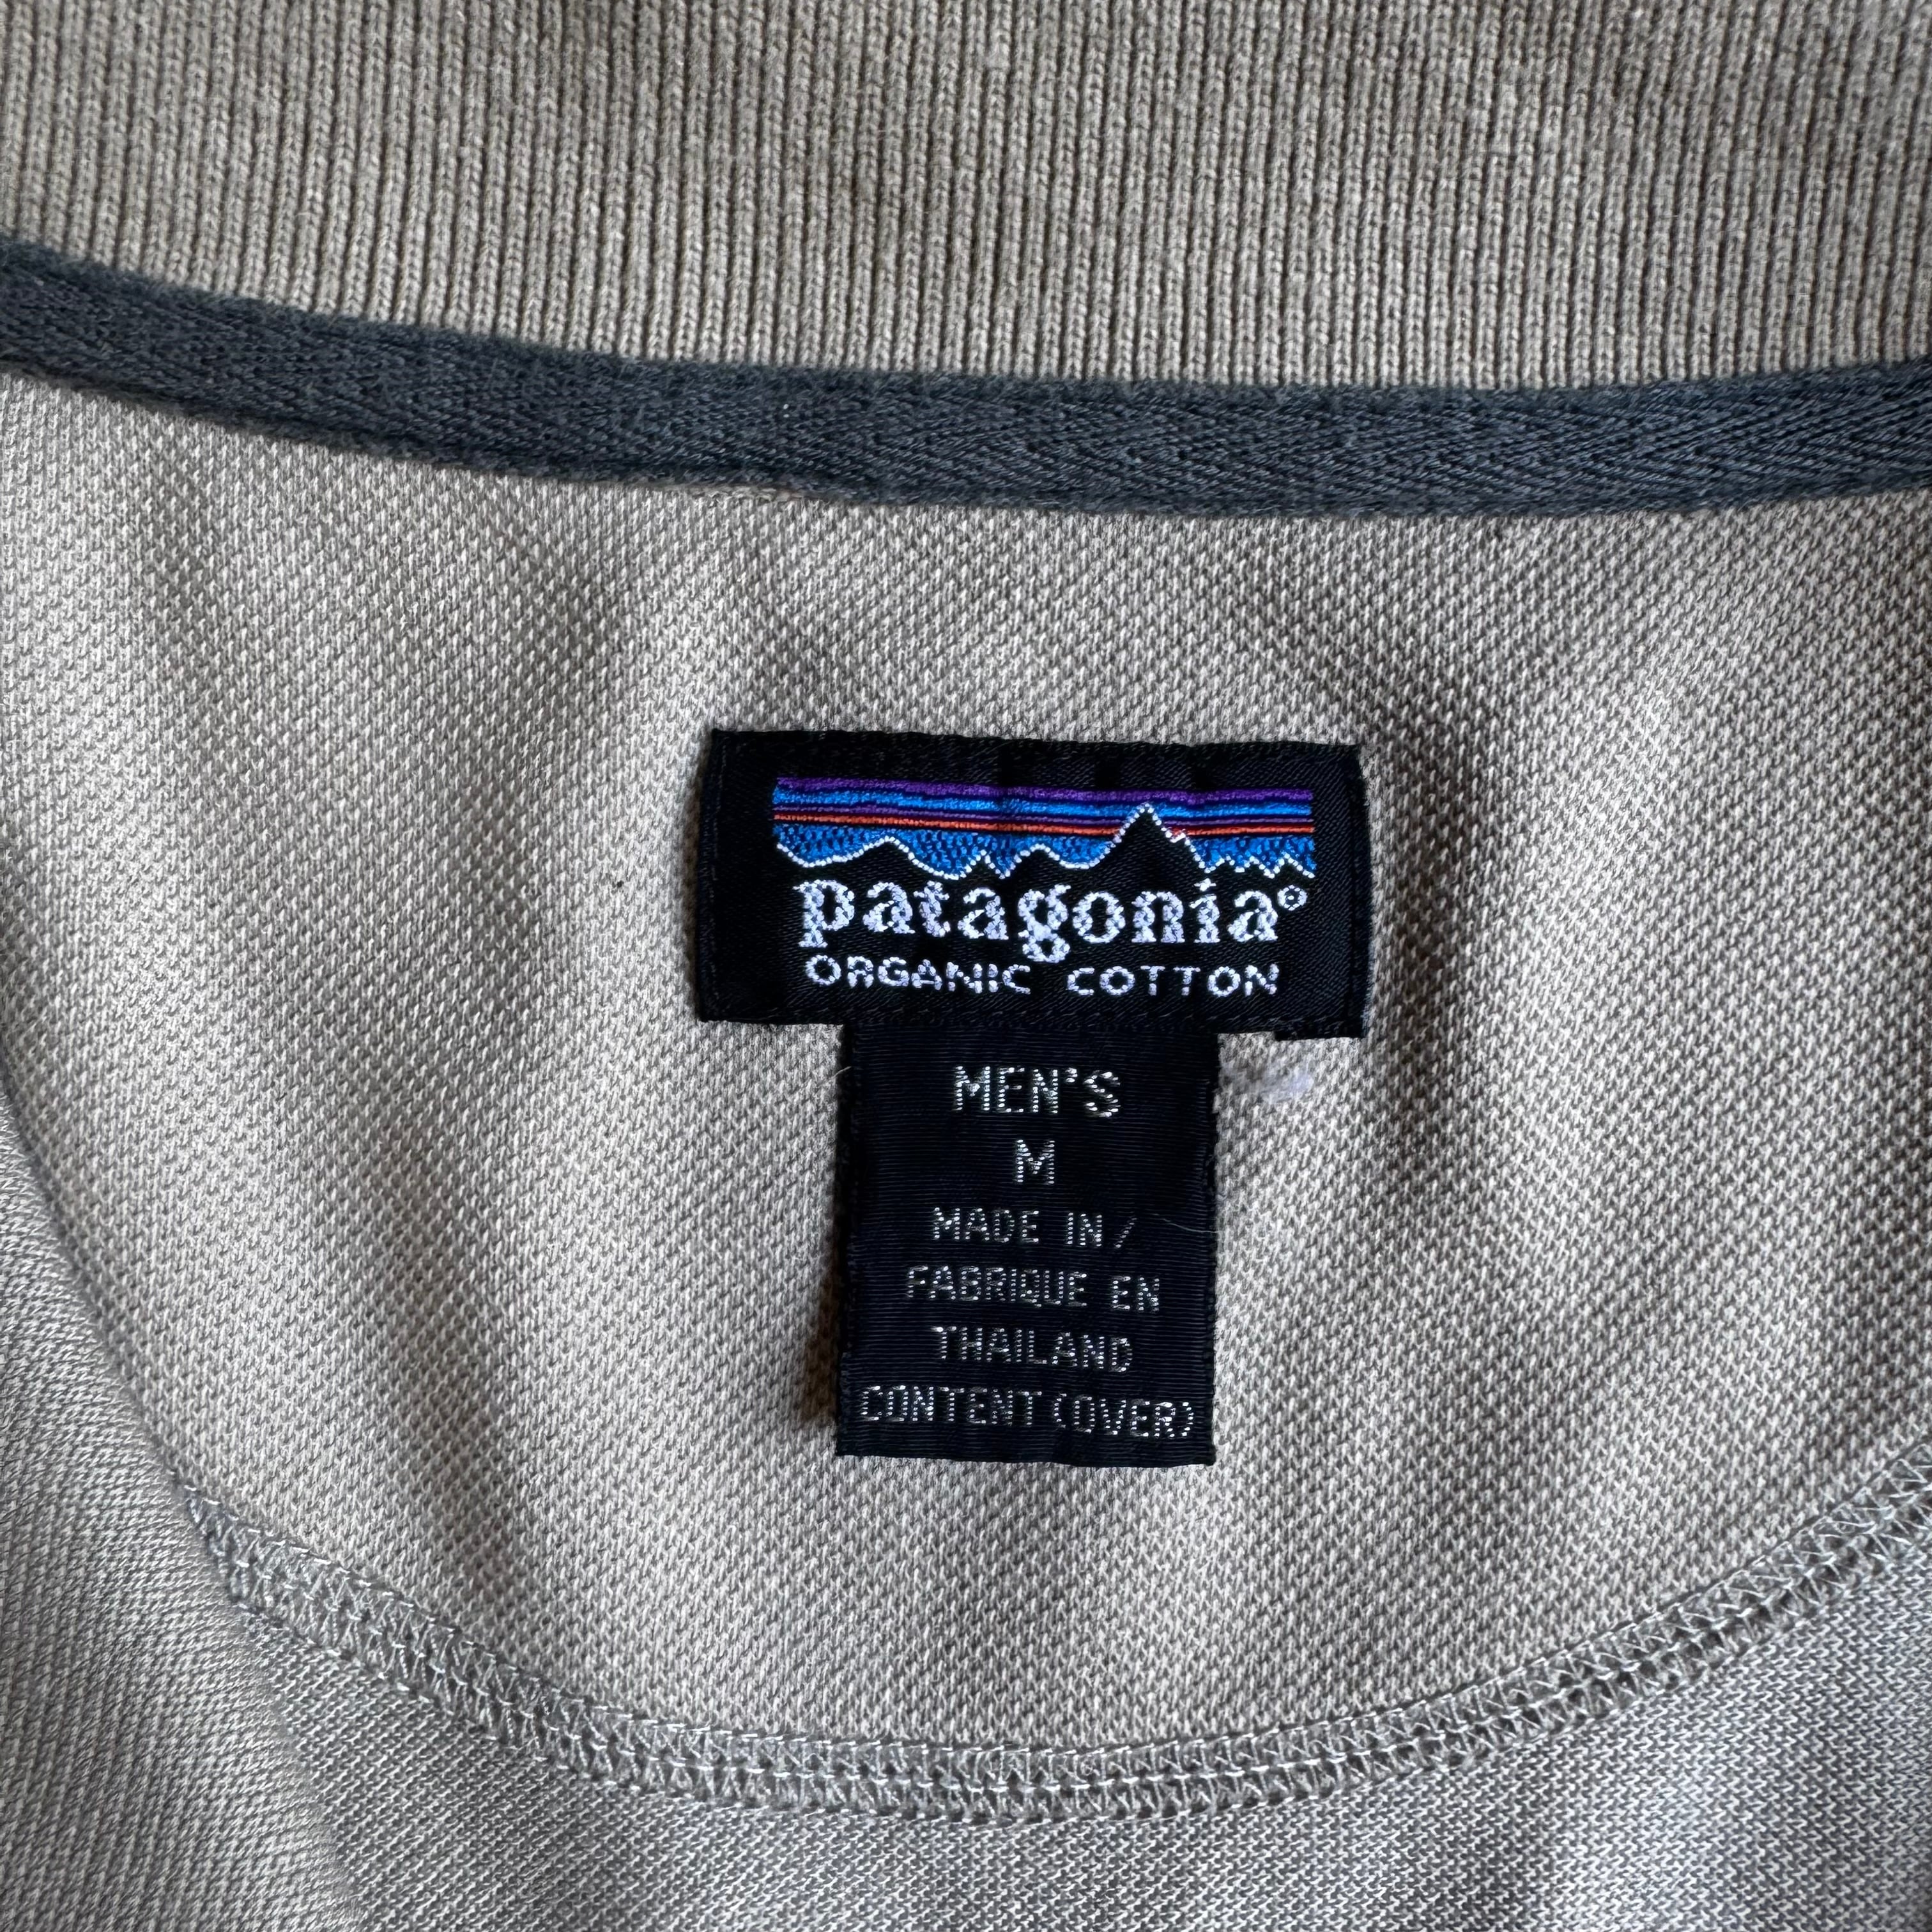 patagonia®
ORGANIC COTTON
MEN'S
M
MADE IN/
FABRIQUE EN
THAILAND
CONTENT (OVER)